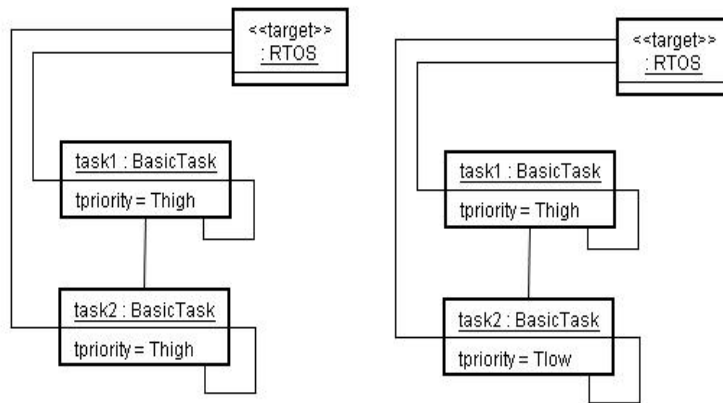 <<target>>
: RTOS
task1 : BasicTask
tpriority = Thigh
task2 : BasicTask
tpriority = Thigh
<<target>>
: RTOS
task1 : BasicTask
tpriority = Thigh
task2 : BasicTask
tpriority = Tlow